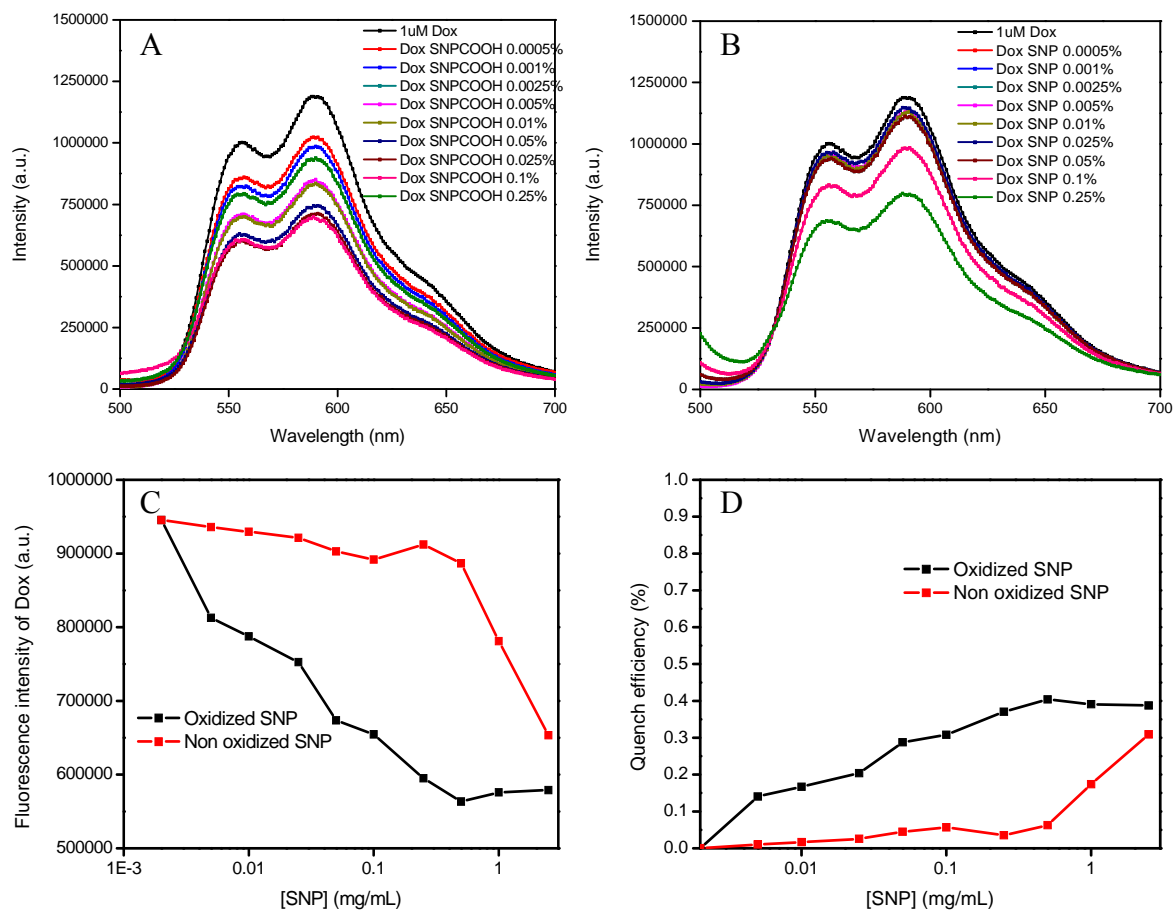 A
1500000
1250000
1000000
750000
500000
250000
0
500
550
600
650
700
Intensity (a.u.)
Wavelength (nm)
1uM Dox
Dox SNPCOOH 0.0005%
Dox SNPCOOH 0.001%
Dox SNPCOOH 0.0025%
Dox SNPCOOH 0.005%
Dox SNPCOOH 0.01%
Dox SNPCOOH 0.05%
Dox SNPCOOH 0.025%
Dox SNPCOOH 0.1%
Dox SNPCOOH 0.25%
B
1500000
1250000
1000000
750000
500000
250000
0
500
550
600
650
700
Intensity (a.u.)
Wavelength (nm)
1uM Dox
Dox SNP 0.0005%
Dox SNP 0.001%
Dox SNP 0.0025%
Dox SNP 0.005%
Dox SNP 0.01%
Dox SNP 0.025%
Dox SNP 0.05%
Dox SNP 0.1%
Dox SNP 0.25%
C
1000000
900000
800000
700000
600000
500000
1E-3
0.01
0.1
1
Fluorescence intensity of Dox (a.u.)
[SNP] (mg/mL)
Oxidized SNP
Non oxidized SNP
D
1.0
0.9
0.8
0.7
0.6
0.5
0.4
0.3
0.2
0.1
0.0
0.01
0.1
1
Quench efficiency (%)
[SNP] (mg/mL)
Oxidized SNP
Non oxidized SNP